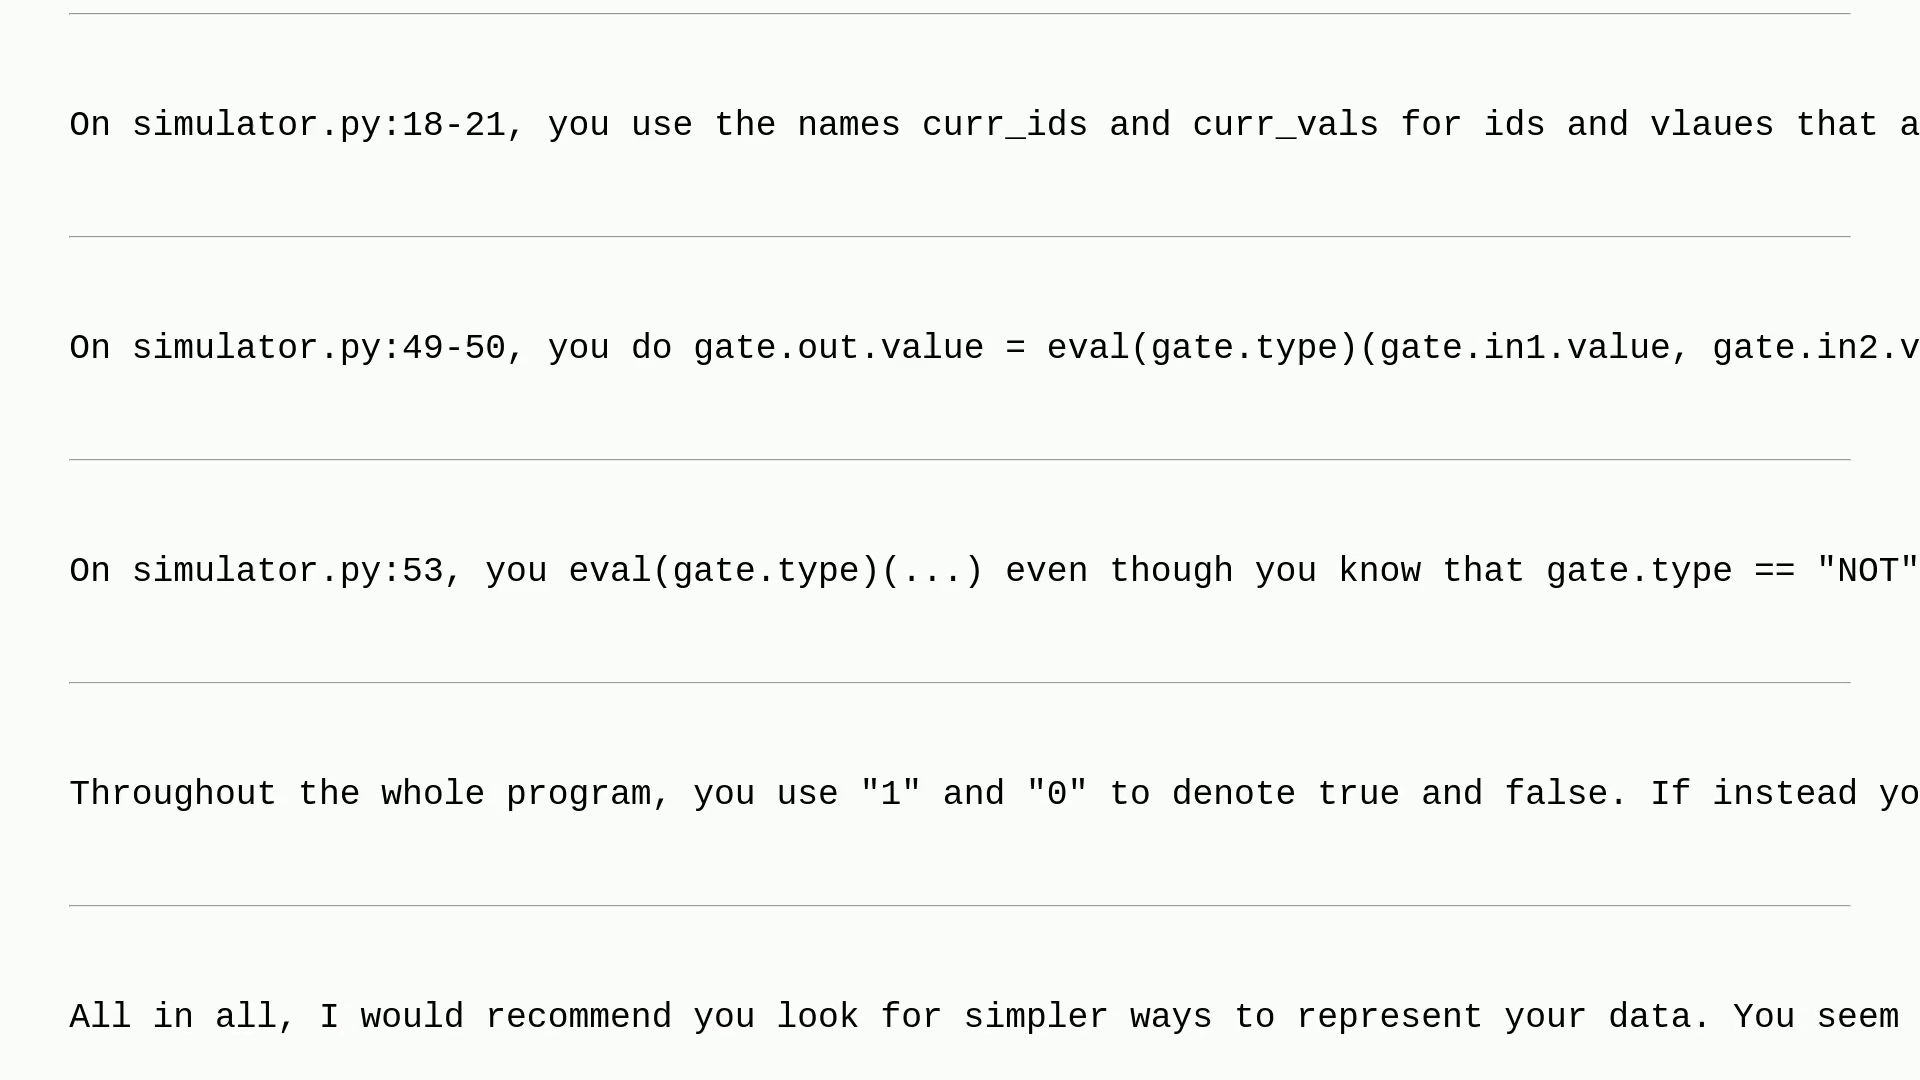 On simulator.py:18-21, you use the names curr_ids and curr_vals for ids and vlaues that a
On simulator.py:49-50, you do gate.out.value = eval(gate.type)(gate.in1.value, gate.in2.v
On simulator.py:53, you eval(gate.type)(...) even though you know that gate.type == "NOT"
Throughout the whole program, you use "1" and "0" to denote true and false. If instead yo
All in all, I would recommend you look for simpler ways to represent your data. You seem